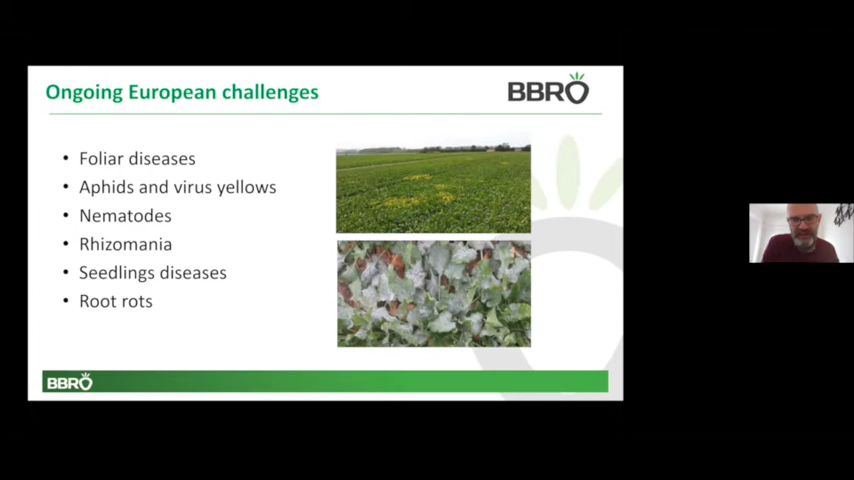 Ongoing European challenges
BBRO
• Foliar diseases
• Aphids and virus yellows
• Nematodes
• Rhizomania
• Seedlings diseases
• Root rots
BBRO